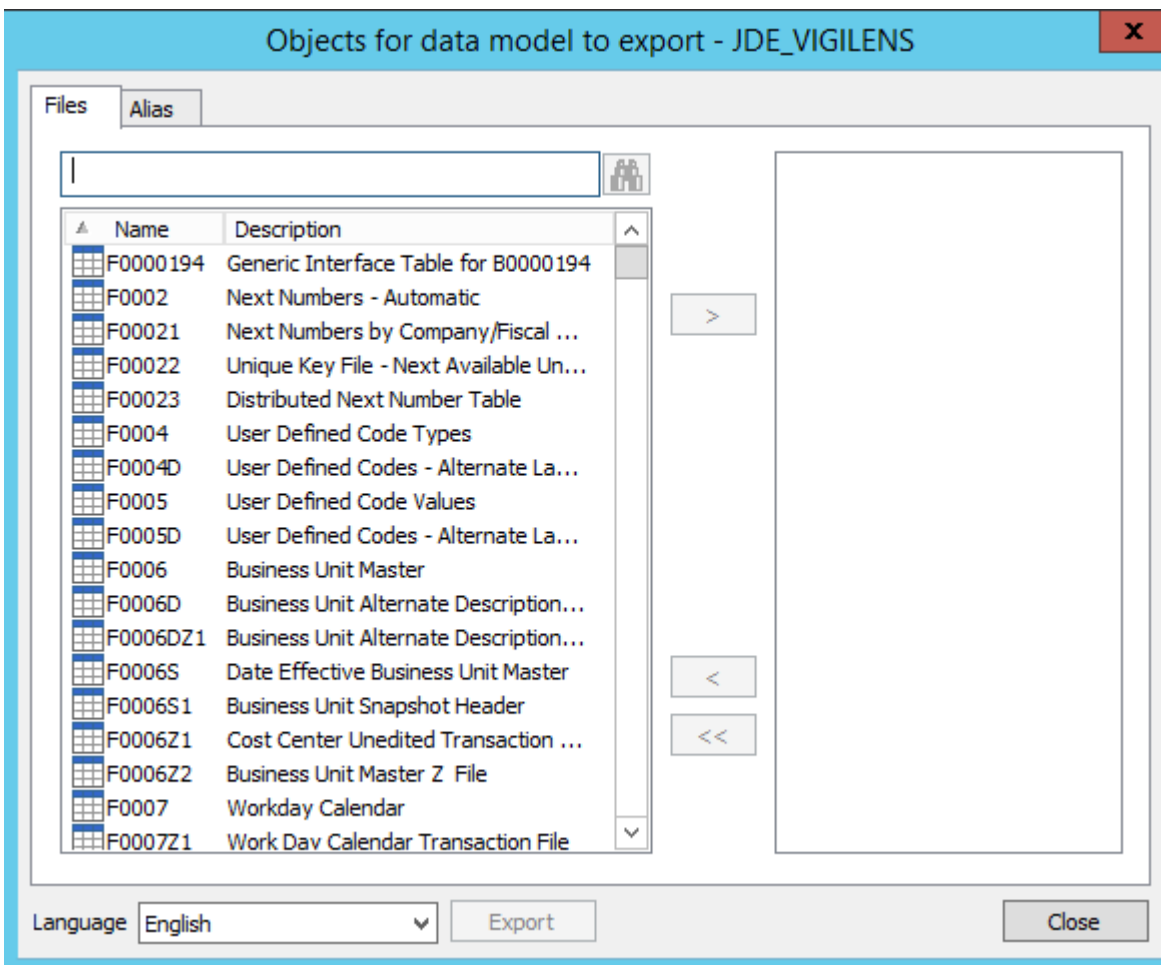 Objects for data model to export - JDE_VIGILENS
x
Files Alias
Name Description
F0000194 Generic Interface Table for B0000194
F0002 Next Numbers - Automatic
F00021 Next Numbers by Company/Fiscal ...
F00022 Unique Key File - Next Available Un...
F00023 Distributed Next Number Table
F0004 User Defined Code Types
F0004D User Defined Codes - Alternate La...
F0005 User Defined Code Values
F0005D User Defined Codes - Alternate La...
F0006 Business Unit Master
F0006D Business Unit Alternate Description...
F0006DZ1 Business Unit Alternate Description...
F0006S Date Effective Business Unit Master
F0006S1 Business Unit Snapshot Header
F0006Z1 Cost Center Unedited Transaction ...
F0006Z2 Business Unit Master Z File
F0007 Workday Calendar
F0007Z1 Work Day Calendar Transaction File
>
<
<<
Language English Export Close